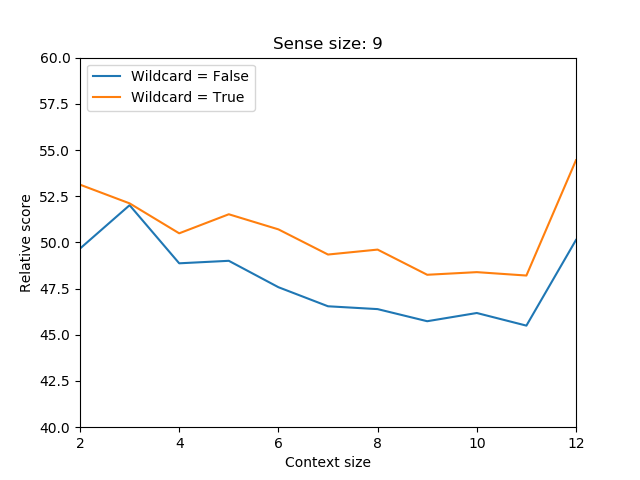 Sense size: 9
Wildcard = False
Wildcard = True
60.0
57.5
55.0
52.5
50.0
47.5
45.0
42.5
40.0
Relative score
2 4 6 8 10 12
Context size